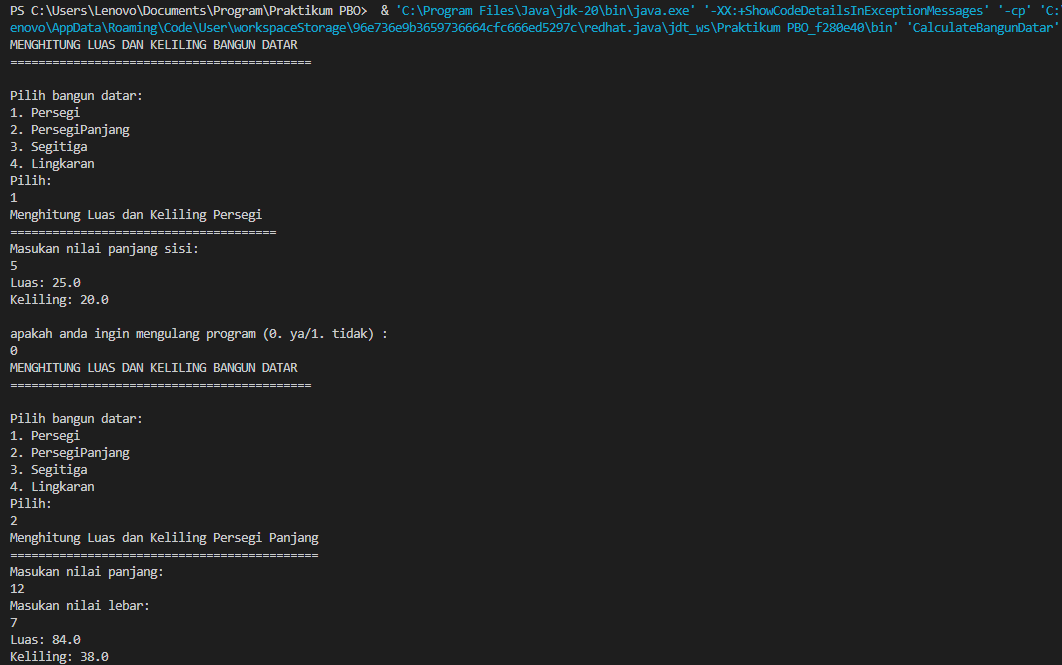 PS C:\Users\Lenovo\Documents\Program\Praktikum PBO>  & 'C:\Program Files\Java\jdk-20\bin\java.exe' '-XX:+ShowCodeDetailsInExceptionMessages' '-cp' 'C:
enovo\AppData\Roaming\Code\User\workspaceStorage\96e736e9b3659736664cfc666ed5297c\redhat.java\jdt_ws\Praktikum PBO_f280e40\bin' 'CalculateBangunDatar'
MENGHITUNG LUAS DAN KELILING BANGUN DATAR
===========================================
Pilih bangun datar:
1. Persegi
2. PersegiPanjang
3. Segitiga
4. Lingkaran
Pilih:
1
Menghitung Luas dan Keliling Persegi
======================================
Masukan nilai panjang sisi:
5
Luas: 25.0
Keliling: 20.0
apakah anda ingin mengulang program (0. ya/1. tidak) :
0
MENGHITUNG LUAS DAN KELILING BANGUN DATAR
===========================================
Pilih bangun datar:
1. Persegi
2. PersegiPanjang
3. Segitiga
4. Lingkaran
Pilih:
2
Menghitung Luas dan Keliling Persegi Panjang
============================================
Masukan nilai panjang:
12
Masukan nilai lebar:
7
Luas: 84.0
Keliling: 38.0